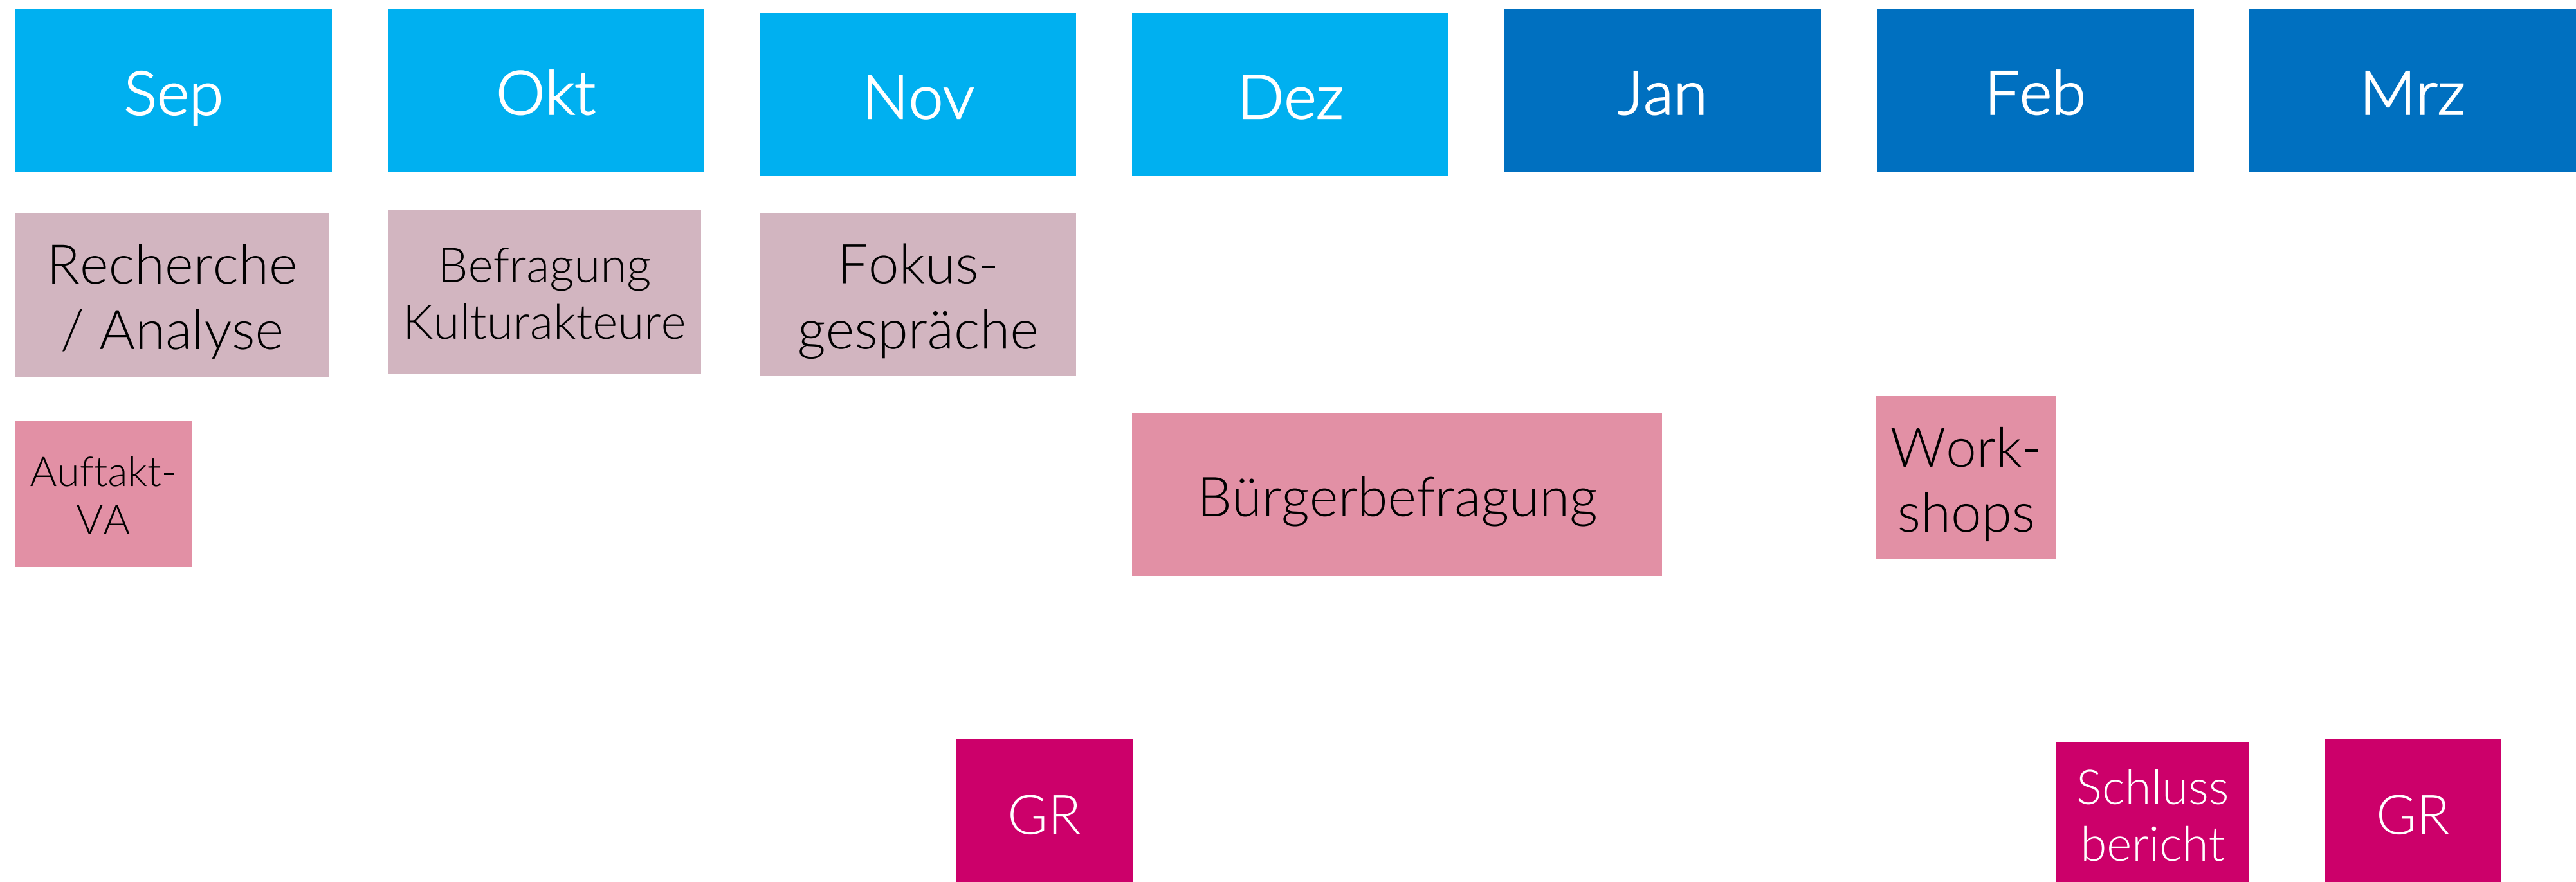 Sep
Okt
Nov
Dez
Jan
Feb
Mrz
Recherche
/ Analyse
Befragung
Kulturakteure
Fokus-
gespräche
Auftakt-
VA
Bürgerbefragung
Work-
shops
GR
Schluss
bericht
GR